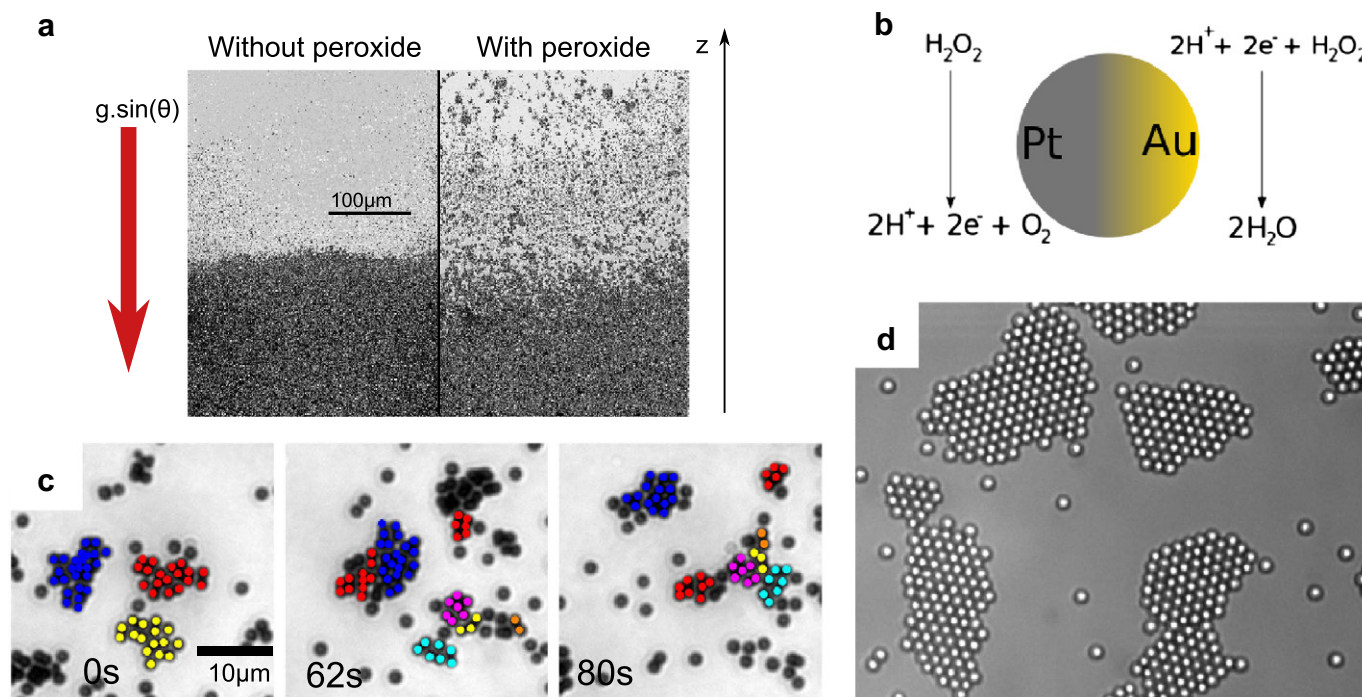 a
Without peroxide
With peroxide
z
g.sin(θ)
100µm
b
H₂O₂
2H⁺+ 2e⁻+ H₂O₂
Pt
Au
2H⁺+ 2e⁻ + O₂
2H₂O
c
0s
10µm
62s
80s
d